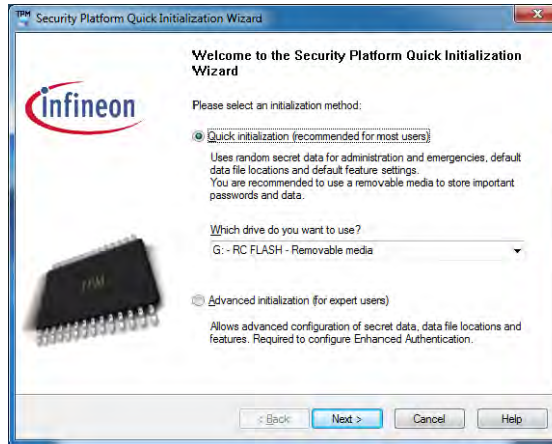 TPM Security Platform Quick Initialization Wizard
Welcome to the Security Platform Quick Initialization
Wizard
infineon
Please select an initialization method:
Quick initialization (recommended for most users)
Uses random secret data for administration and emergencies, default
data file locations and default feature settings.
You are recommended to use a removable media to store important
passwords and data.
Which drive do you want to use?
G: - RC FLASH - Removable media
TPM
Advanced initialization (for expert users)
Allows advanced configuration of secret data, data file locations and
features. Required to configure Enhanced Authentication.
< Back
Next >
Cancel
Help